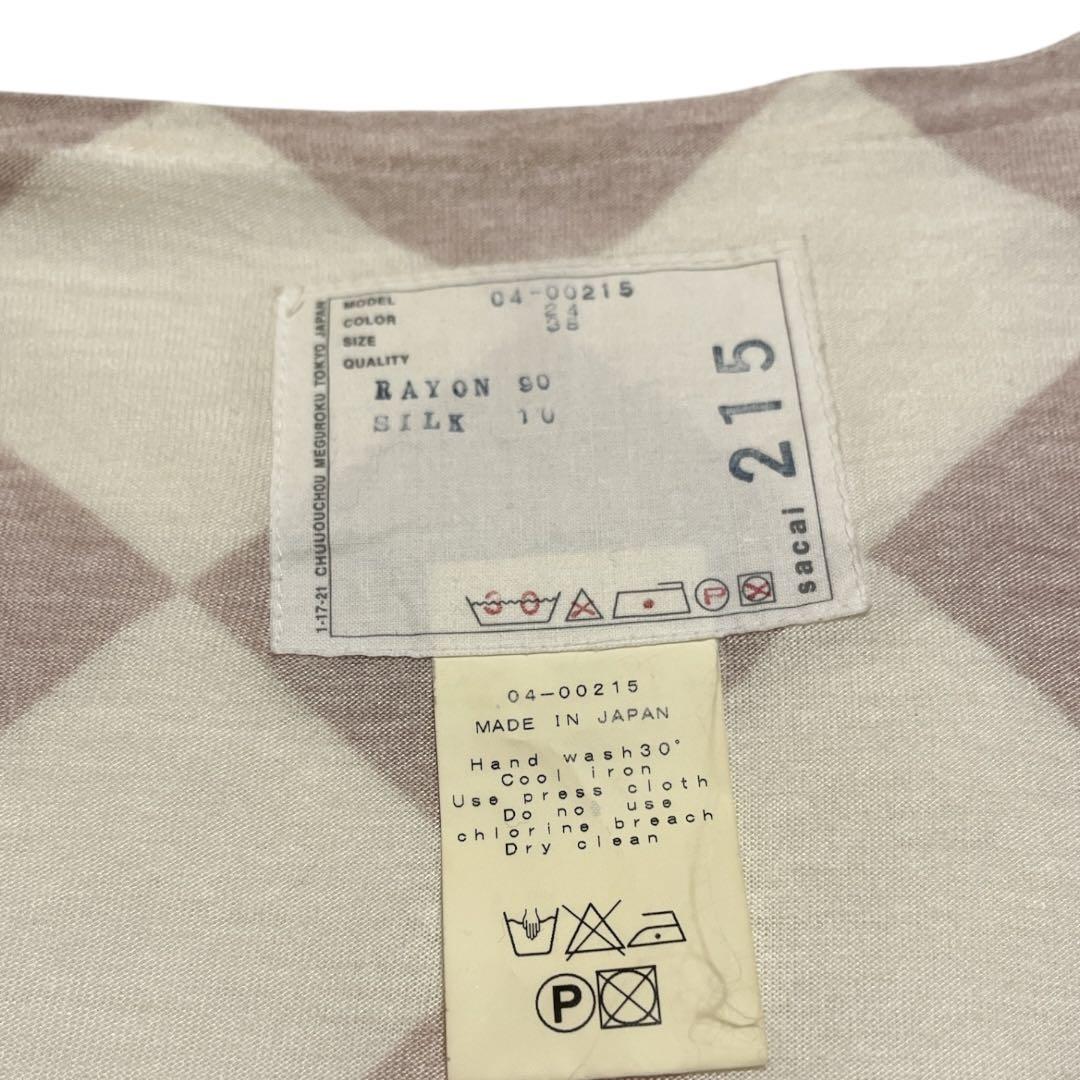 MODEL 04-00215
COLOR
SIZE
QUALITY
RAYON 90
SILK 10
1-17-21 CHUUOUCHOU MEGUROKU TOKYO JAPAN
215
sacai
P
04-00215
MADE IN JAPAN
Hand wash30°
Cool iron
Use press cloth
Do no use
chlorine breach
Dry clean
P